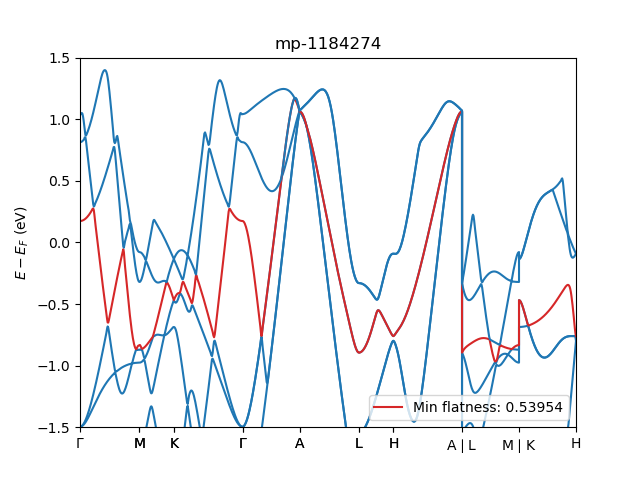 mp-1184274
E − E_F (eV)
1.5
1.0
0.5
0.0
−0.5
−1.0
−1.5
Min flatness: 0.53954
Γ M K Γ A L H A | L M | K H